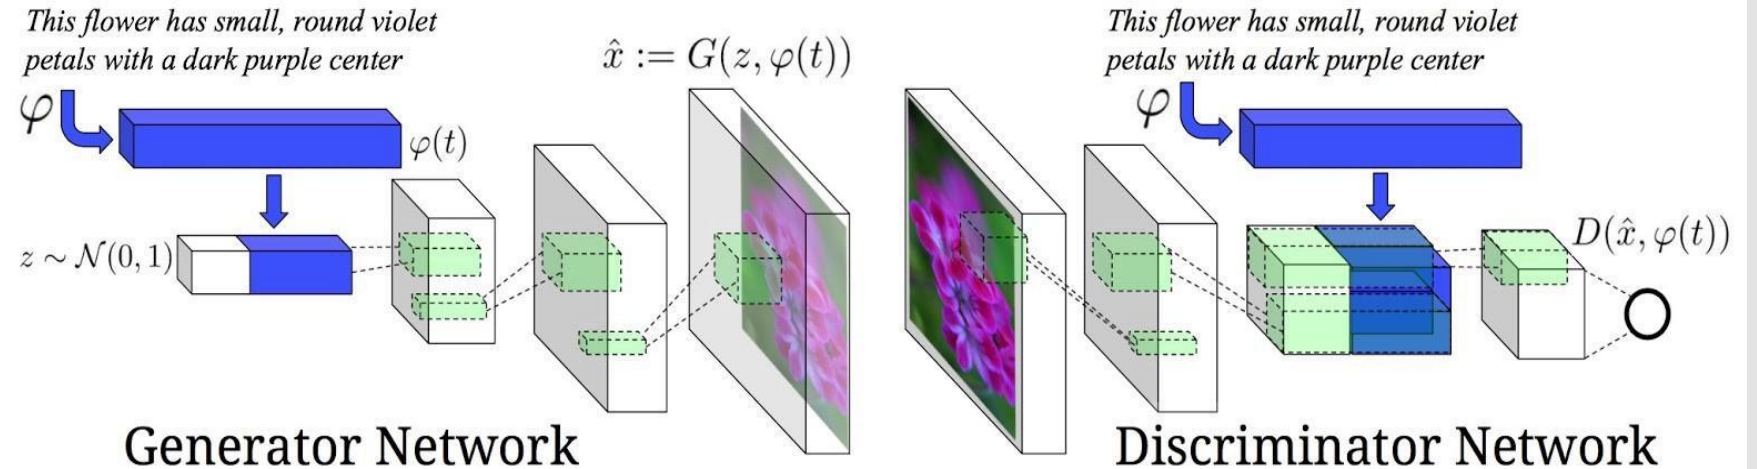 This flower has small, round violet
petals with a dark purple center
φ
φ(t)
z ∼ 𝒩(0, 1)
x̂ := G(z, φ(t))
Generator Network
This flower has small, round violet
petals with a dark purple center
φ
D(x̂, φ(t))
Discriminator Network